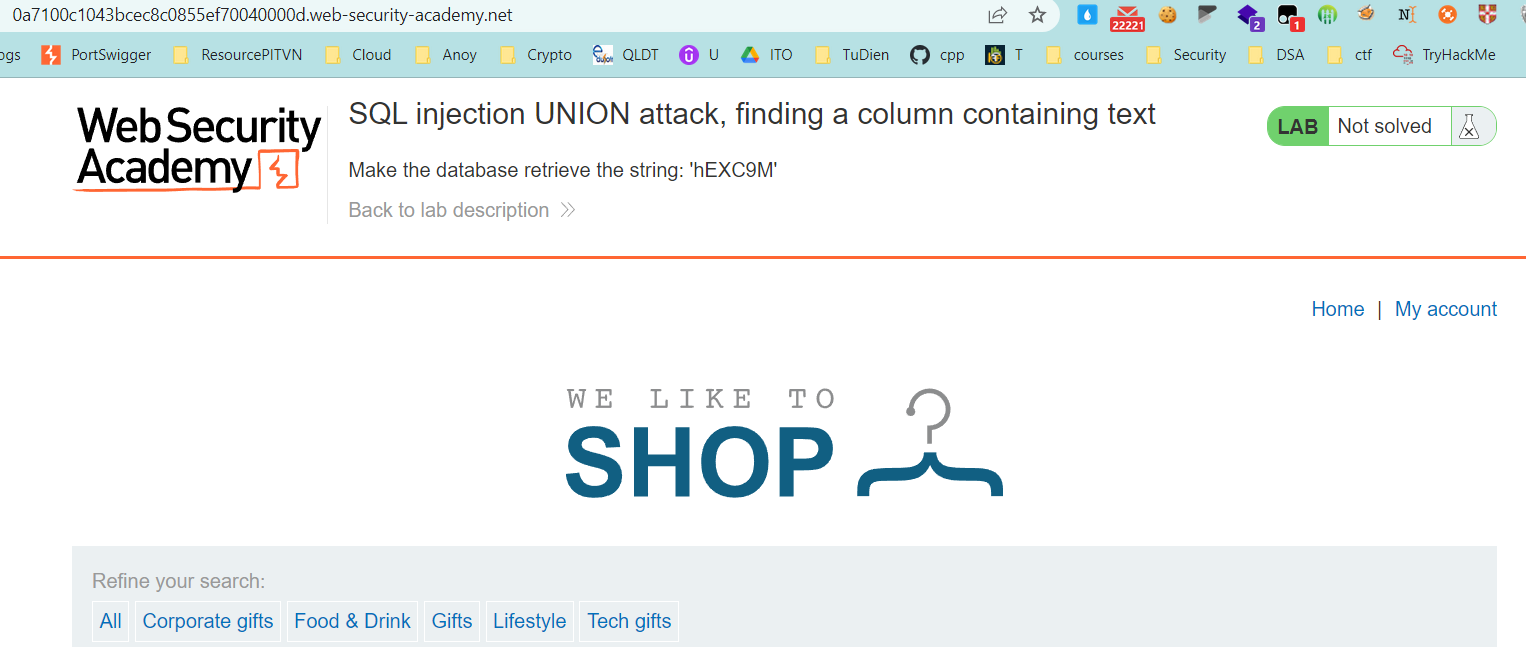 0a7100c1043bcec8c0855ef70040000d.web-security-academy.net
22221 2 1
ogs PortSwigger ResourcePITVN Cloud Anoy Crypto QLDT U ITO TuDien cpp T courses Security DSA ctf TryHackMe
Web Security
Academy
SQL injection UNION attack, finding a column containing text
LAB Not solved
Make the database retrieve the string: 'hEXC9M'
Back to lab description
Home | My account
WE LIKE TO
SHOP
Refine your search:
All Corporate gifts Food & Drink Gifts Lifestyle Tech gifts